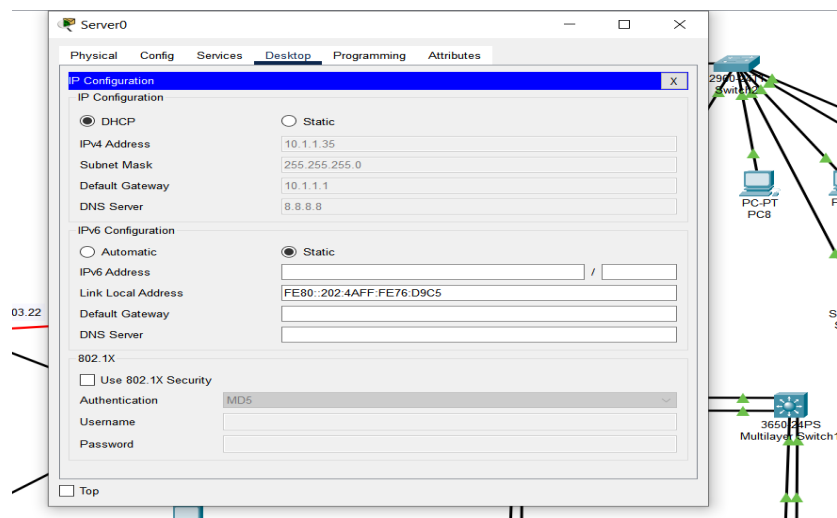 Server0
Physical Config Services Desktop Programming Attributes
IP Configuration X
IP Configuration
DHCP Static
IPv4 Address 10.1.1.35
Subnet Mask 255.255.255.0
Default Gateway 10.1.1.1
DNS Server 8.8.8.8
IPv6 Configuration
Automatic Static
IPv6 Address /
Link Local Address FE80::202:4AFF:FE76:D9C5
Default Gateway
DNS Server
802.1X
Use 802.1X Security
Authentication MD5
Username
Password
Top
03.22
PC-PT
PC8
3650-24PS
Multilayer Switch1